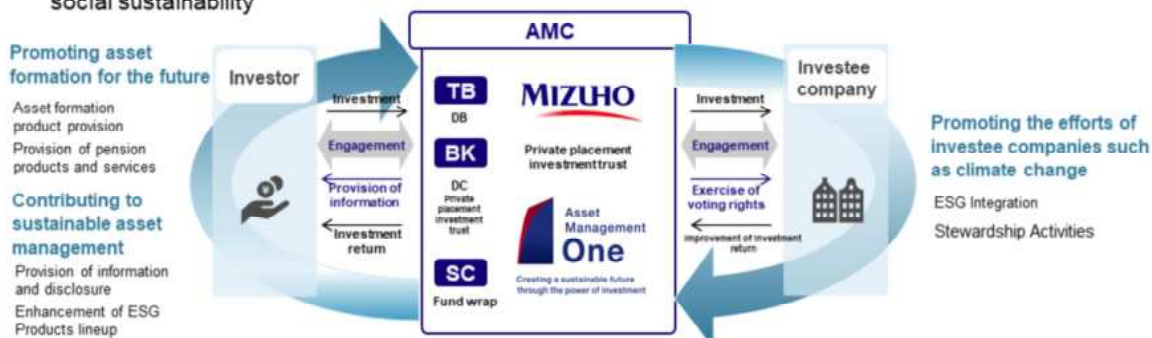 social sustainability
Promoting asset
formation for the future
Asset formation
product provision
Provision of pension
products and services
Contributing to
sustainable asset
management
Provision of information
and disclosure
Enhancement of ESG
Products lineup
Investor
Investment
Engagement
Provision of
information
Investment
return
AMC
TB
DB
BK
DC
Private
placement
investment
trust
SC
Fund wrap
MIZUHO
Private placement
investment trust
Asset
Management
One
Creating a sustainable future
through the power of investment
Investment
Engagement
Exercise of
voting rights
Improvement of investment
return
Investee
company
Promoting the efforts of
investee companies such
as climate change
ESG Integration
Stewardship Activities